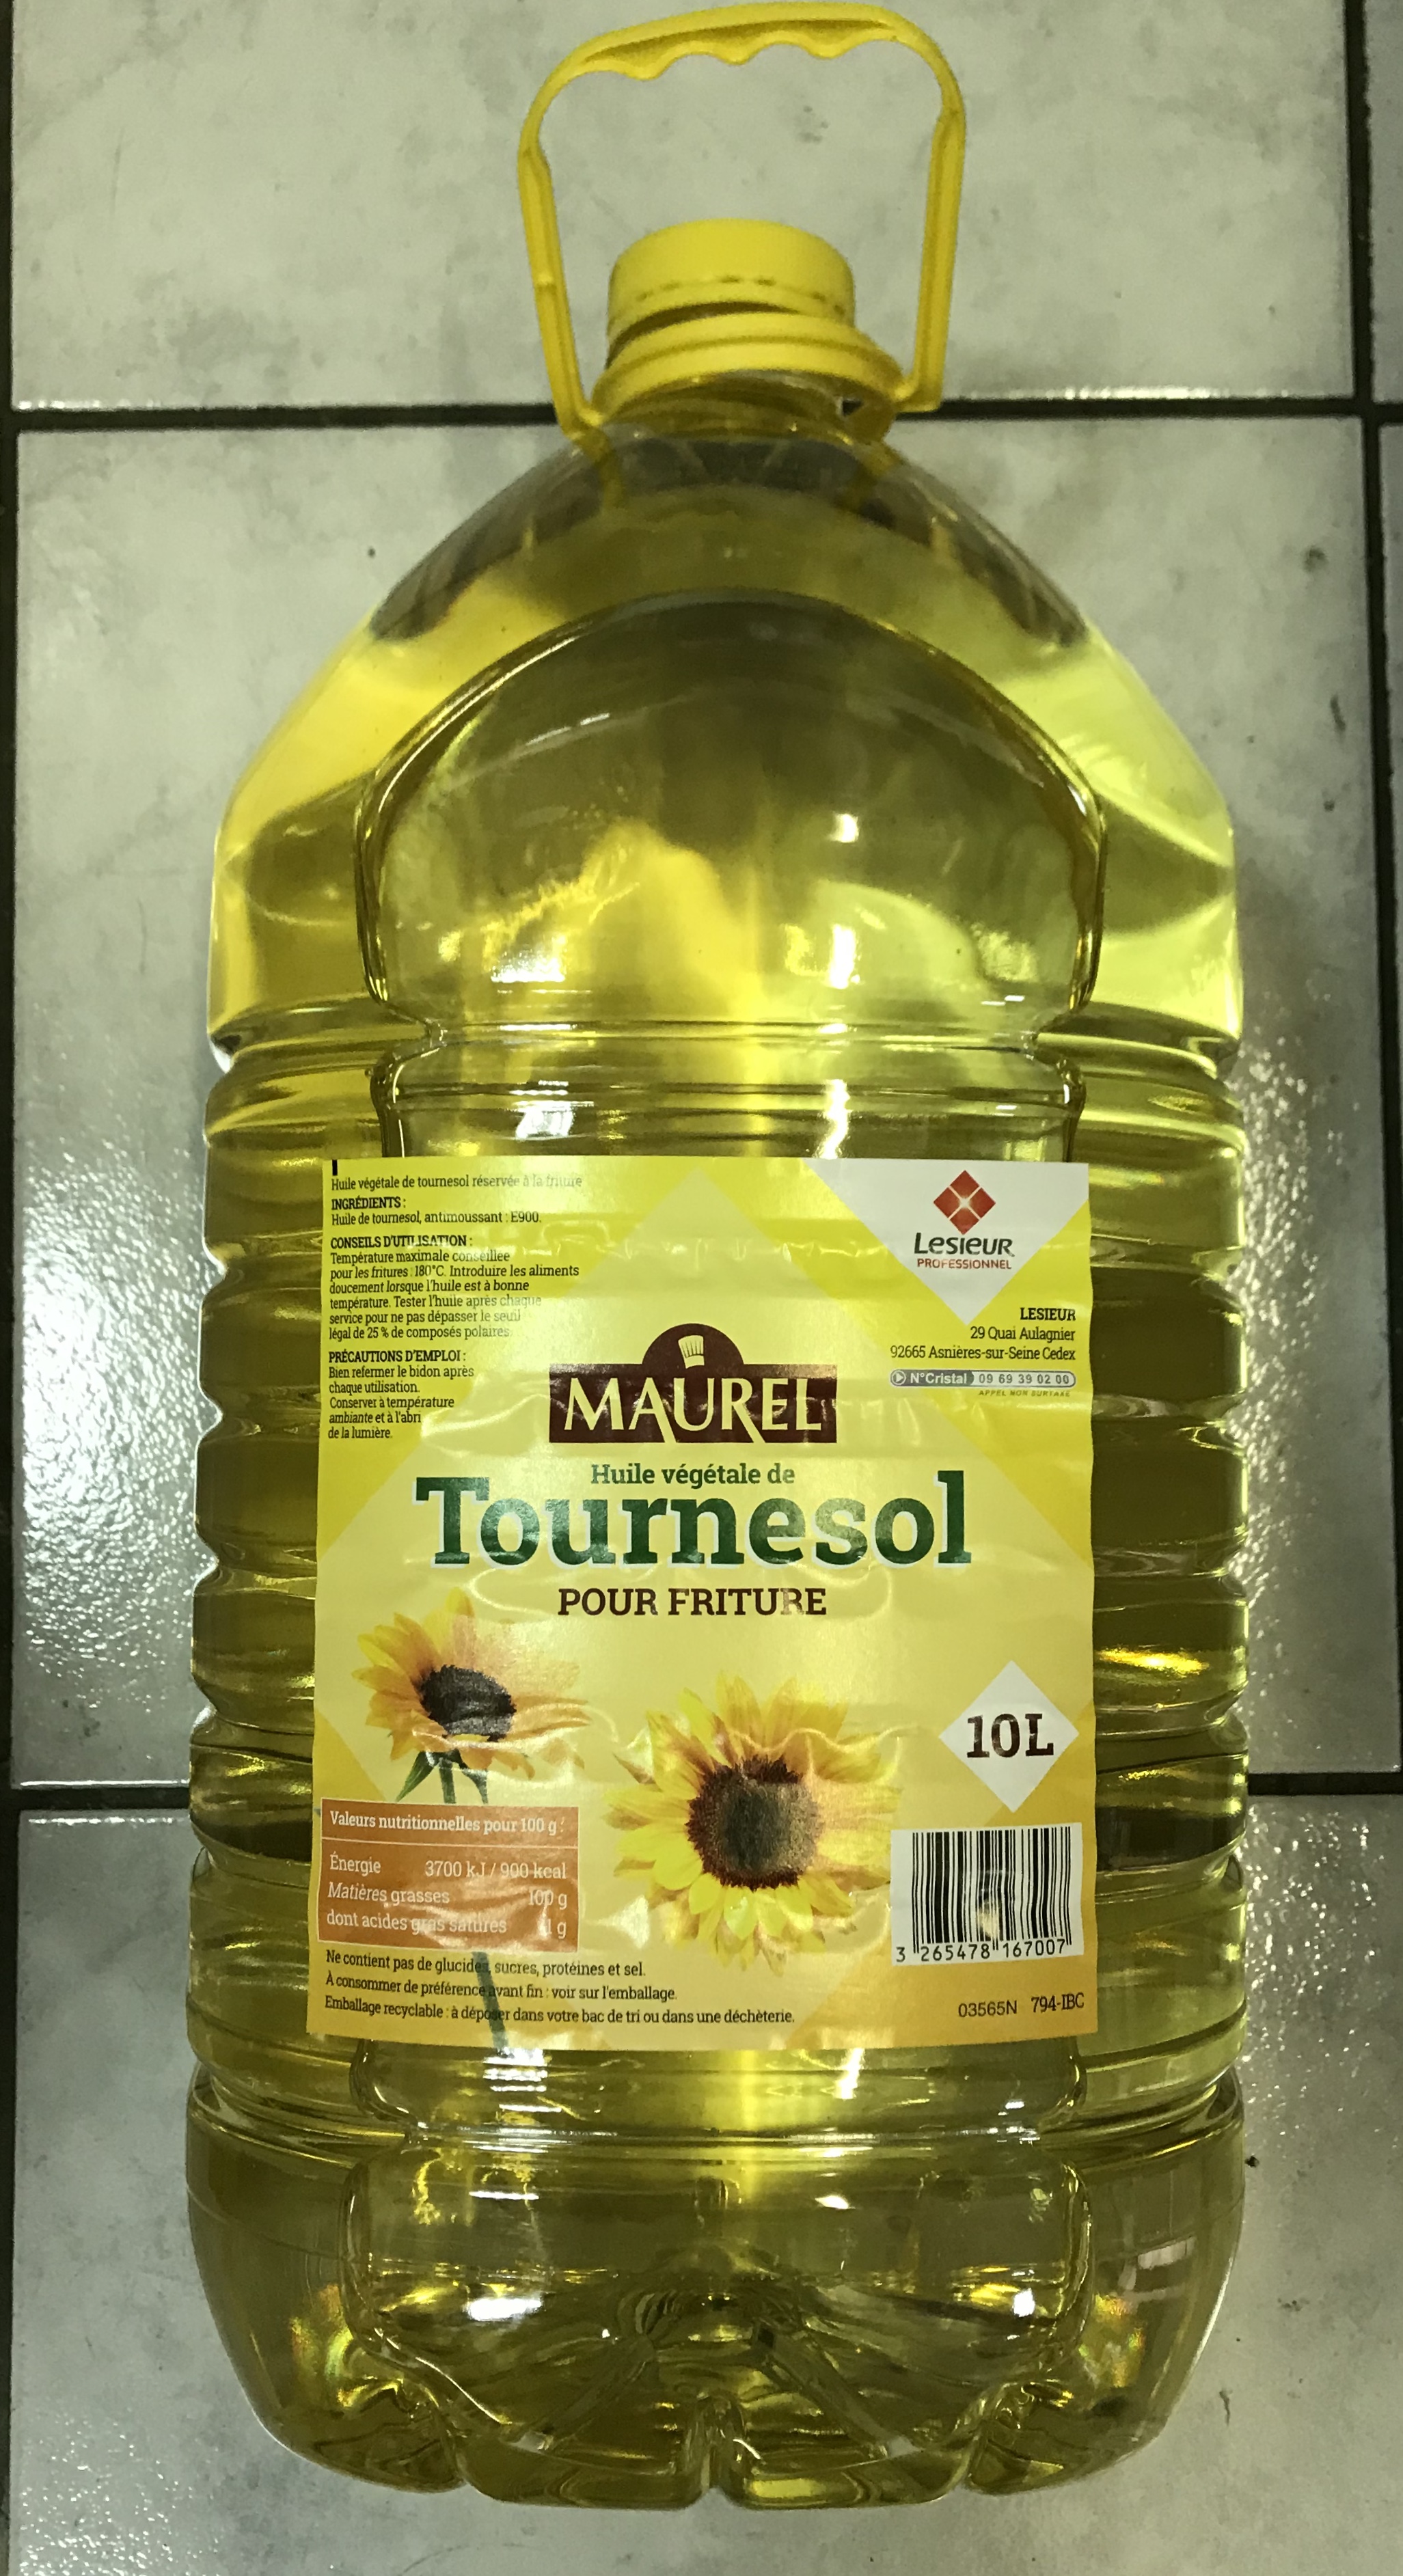 Huile végétale de tournesol réservée à la friture
INGRÉDIENTS :
Huile de tournesol, antimoussant : E900.
CONSEILS D'UTILISATION :
Température maximale conseillee
pour les fritures : 180°C. Introduire les aliments
doucement lorsque l'huile est à bonne
température. Tester l'huile après chaque
service pour ne pas dépasser le seuil
légal de 25 % de composés polaires.
PRÉCAUTIONS D'EMPLOI :
Bien refermer le bidon après
chaque utilisation.
Conserver à température
ambiante et à l'abri
de la lumière.
Lesieur
PROFESSIONNEL
LESIEUR
29 Quai Aulagnier
92665 Asnières-sur-Seine Cedex
N°Cristal 09 69 39 02 00
APPEL NON SURTAXÉ
MAUREL
Huile végétale de
Tournesol
POUR FRITURE
10L
Valeurs nutritionnelles pour 100 g :
Énergie 3700 kJ / 900 kcal
Matières grasses 100 g
dont acides gras saturés g
Ne contient pas de glucides, sucres, protéines et sel.
À consommer de préférence avant fin : voir sur l'emballage.
Emballage recyclable : à déposer dans votre bac de tri ou dans une déchèterie.
3 265478 167007
03565N 794-IBC